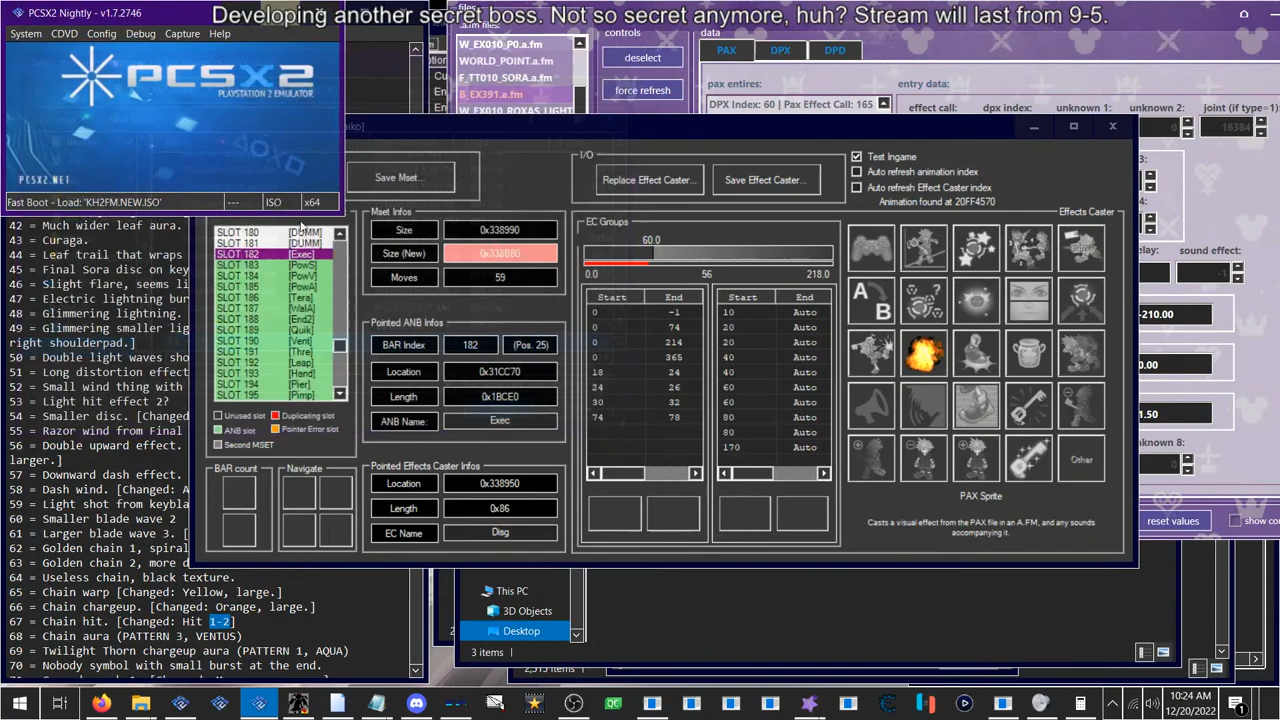 Developing another secret boss. Not so secret anymore, huh? Stream will last from 9-5.
PCSX2 Nightly - v1.7.2746
System CDVD Config Debug Capture Help
PCSX2
PLAYSTATION 2 EMULATOR
PCSX2.NET
Fast Boot - Load: 'KH2FM.NEW.ISO' --- ISO x64
W_EX010_P0.a.fm
WORLD_POINT.a.fm
F_TT010_SORA.a.fm
B_EX391.a.fm
W_EX010_ROXAS_LIGHT
controls
deselect
force refresh
data
PAX DPX DPD
pax entires:
DPX Index: 60 | Pax Effect Call: 165
entry data:
effect call: dpx index: unknown 1: unknown 2: joint (if type=1):
0 16384
sound effect:
-1
-210.00
0.00
1.50
unknown 8:
0
reset values
42 = Much wider leaf aura.
43 = Curaga.
44 = Leaf trail that wraps
45 = Final Sora disc on key
46 = Slight flare, seems li
47 = Electric lightning bur
48 = Glimmering lightning.
49 = Glimmering smaller lig
right shoulderpad.]
50 = Double light waves sho
51 = Long distortion effect
52 = Small wind thing with
53 = Light hit effect 2?
54 = Smaller disc. [Changed
55 = Razor wind from Final
56 = Double upward effect.
larger.]
57 = Downward dash effect.
58 = Dash wind. [Changed: A
59 = Light shot from keybla
60 = Smaller blade wave 2
61 = Larger blade wave 3. [
62 = Golden chain 1, spiral
63 = Golden chain 2, more d
64 = Useless chain, black texture.
65 = Chain warp [Changed: Yellow, large.]
66 = Chain chargeup. [Changed: Orange, large.]
67 = Chain hit. [Changed: Hit 1-2]
68 = Chain aura (PATTERN 3, VENTUS)
69 = Twilight Thorn chargeup aura (PATTERN 1, AQUA)
70 = Nobody symbol with small burst at the end.
Save Mset...
SLOT 180 [DUMM]
SLOT 181 [DUMM]
SLOT 182 [Exec]
SLOT 183 [PowS]
SLOT 184 [PowV]
SLOT 185 [PowA]
SLOT 186 [Tera]
SLOT 187 [WalA]
SLOT 188 [End2]
SLOT 189 [Quik]
SLOT 190 [Vent]
SLOT 191 [Thre]
SLOT 192 [Leap]
SLOT 193 [Hand]
SLOT 194 [Pier]
SLOT 195 [Pimp]
Unused slot
Duplicating slot
ANB slot
Pointer Error slot
Second MSET
BAR count
Navigate
Mset Infos
Size 0x338990
Size (New) 0x338B80
Moves 59
Pointed ANB Infos
BAR Index 182 (Pos. 25)
Location 0x31CC70
Length 0x1BCE0
ANB Name: Exec
Pointed Effects Caster Infos
Location 0x338950
Length 0x86
EC Name Disg
I/O
Replace Effect Caster...
Save Effect Caster...
EC Groups
60.0
0.0 56 218.0
Start End
0 -1
0 74
0 214
0 365
18 24
24 26
30 32
74 78
Start End
10 Auto
20 Auto
20 Auto
40 Auto
40 Auto
60 Auto
60 Auto
80 Auto
80 Auto
170 Auto
Test Ingame
Auto refresh animation index
Auto refresh Effect Caster index
Animation found at 20FF4570
Effects Caster
A
B
Other
PAX Sprite
Casts a visual effect from the PAX file in an A.FM, and any sounds
accompanying it.
This PC
3D Objects
Desktop
3 items
QC
10:24 AM
12/20/2022